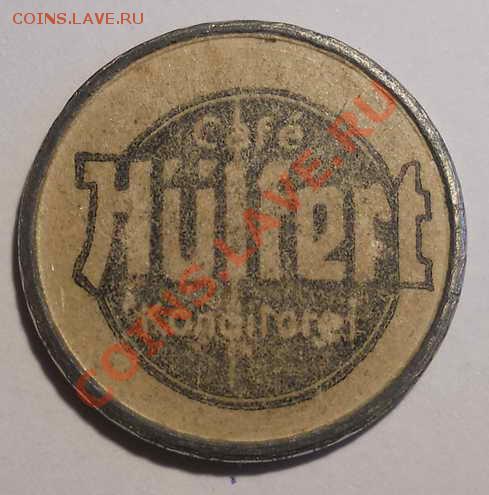 COINS.LAVE.RU
Café
Hülfert
Konditorei
COINS.LAVE.RU